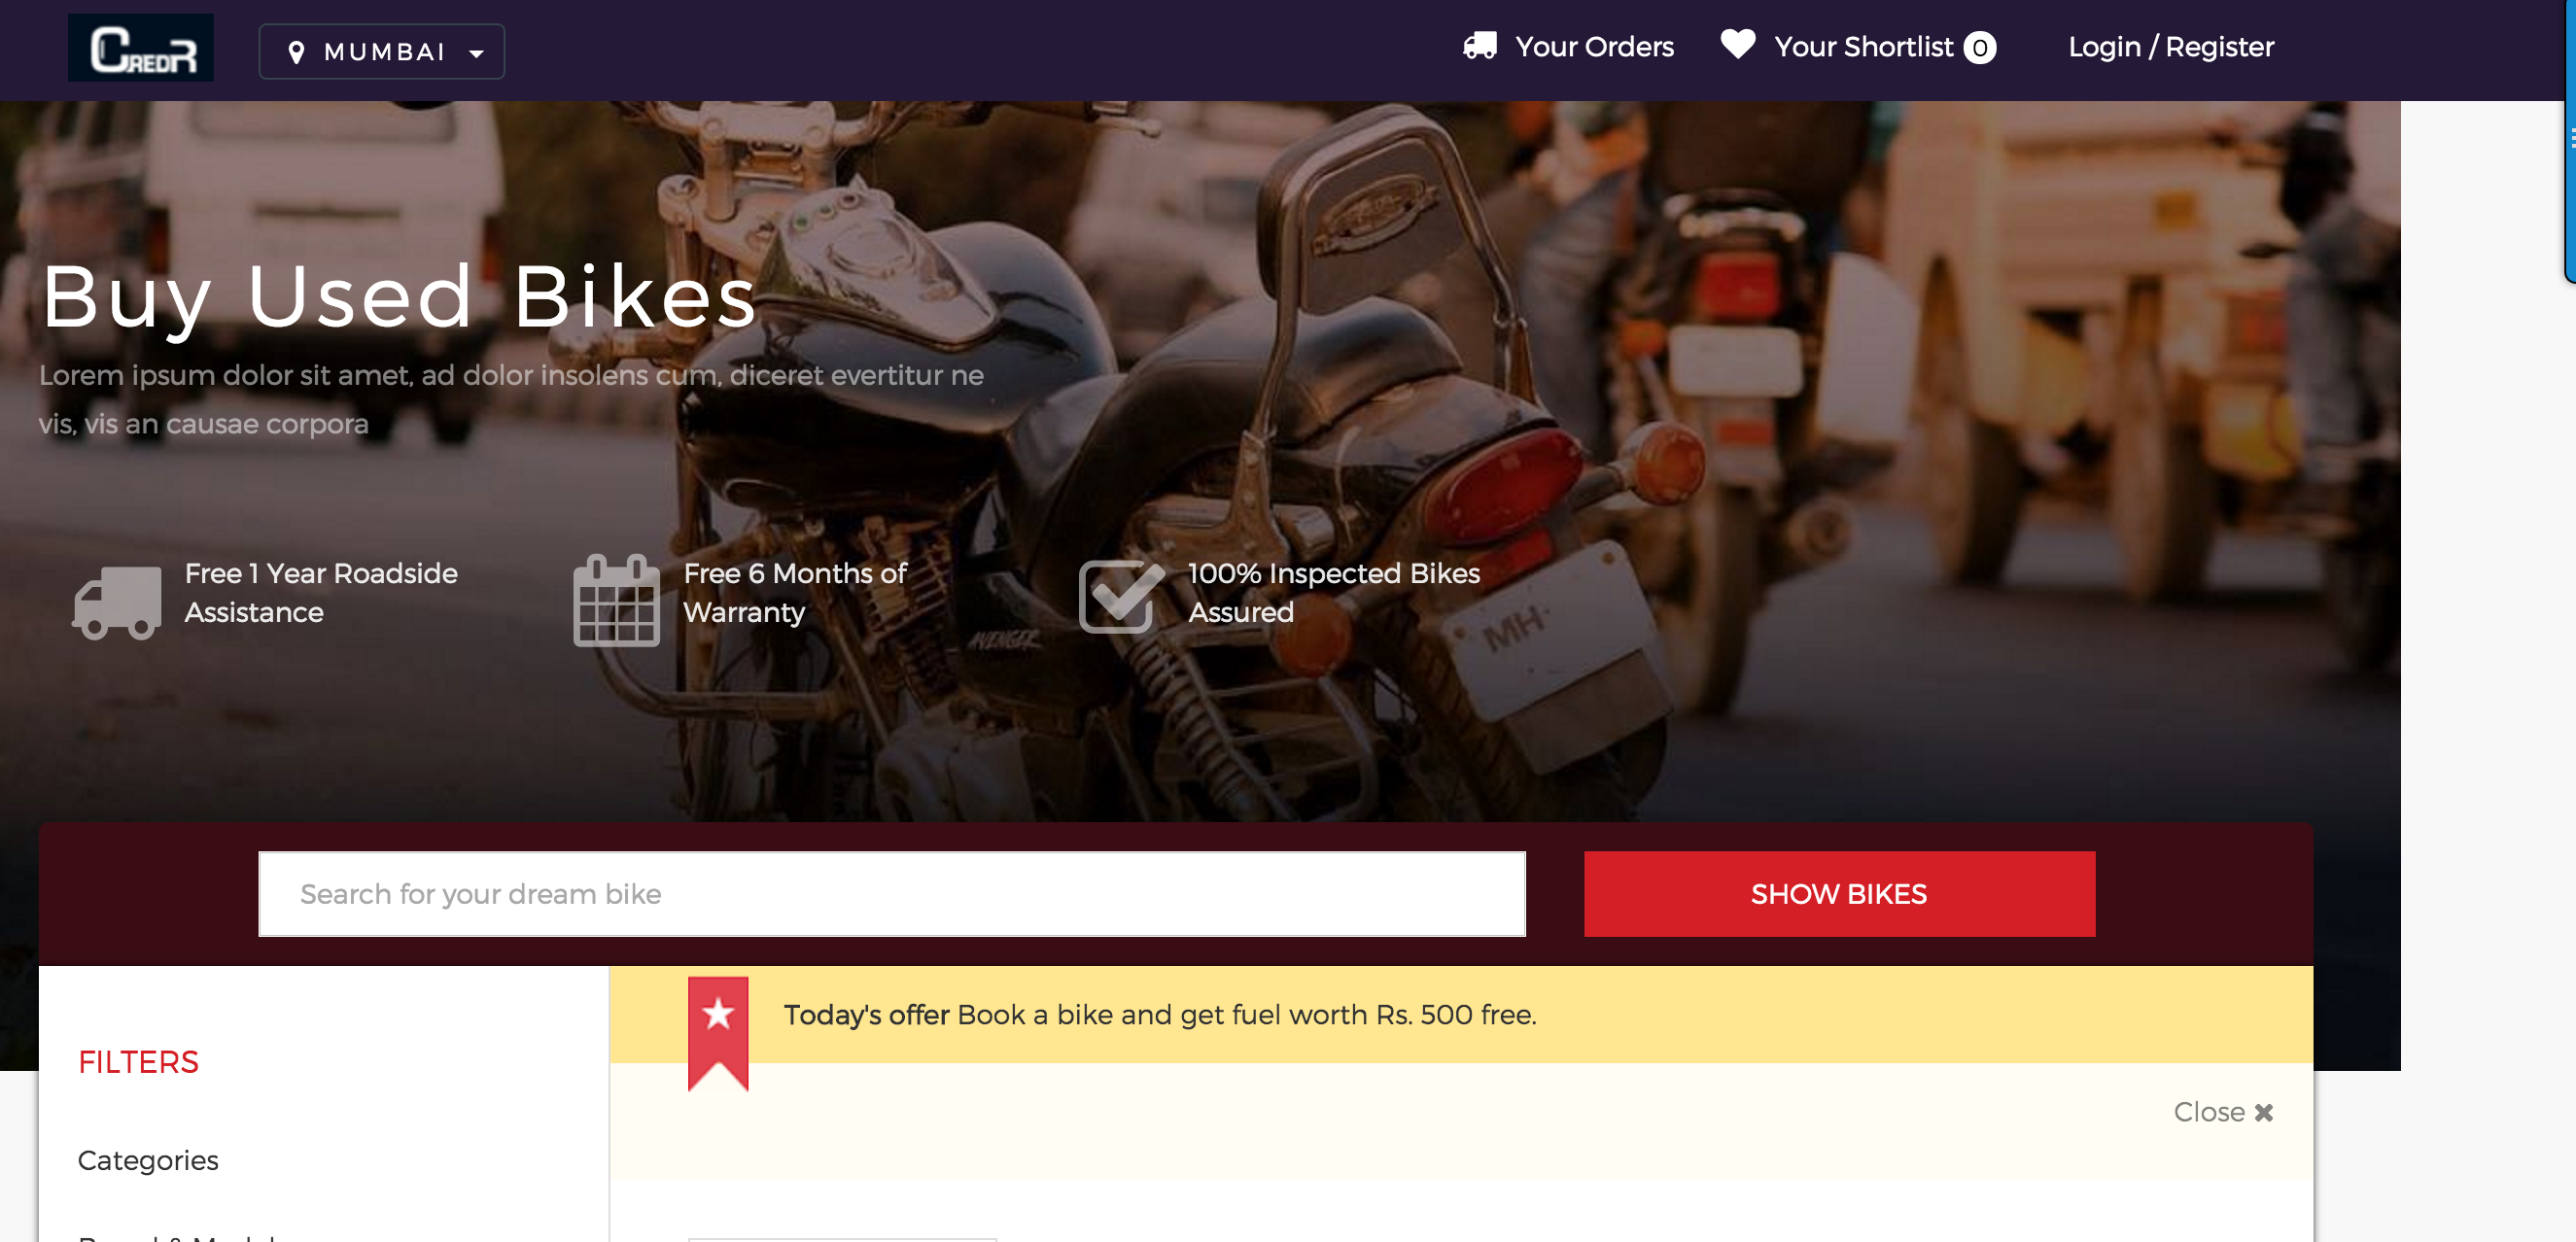 CREDR
MUMBAI
Your Orders
Your Shortlist 0
Login / Register
Buy Used Bikes
Lorem ipsum dolor sit amet, ad dolor insolens cum, diceret evertitur ne
vis, vis an causae corpora
Free 1 Year Roadside
Assistance
Free 6 Months of
Warranty
100% Inspected Bikes
Assured
AVENGER
MH
Search for your dream bike
SHOW BIKES
Today's offer Book a bike and get fuel worth Rs. 500 free.
FILTERS
Close
Categories